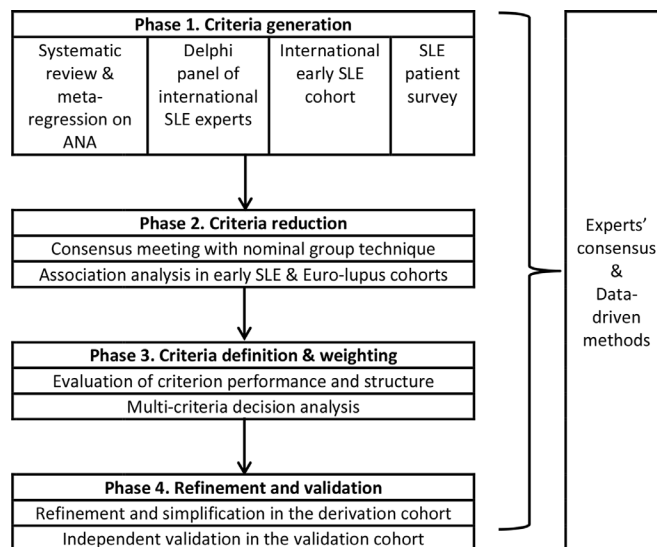 Phase 1. Criteria generation
Systematic
review &
meta-
regression on
ANA
Delphi
panel of
international
SLE experts
International
early SLE
cohort
SLE
patient
survey
Phase 2. Criteria reduction
Consensus meeting with nominal group technique
Association analysis in early SLE & Euro-lupus cohorts
Phase 3. Criteria definition & weighting
Evaluation of criterion performance and structure
Multi-criteria decision analysis
Phase 4. Refinement and validation
Refinement and simplification in the derivation cohort
Independent validation in the validation cohort
Experts’
consensus
&
Data-
driven
methods